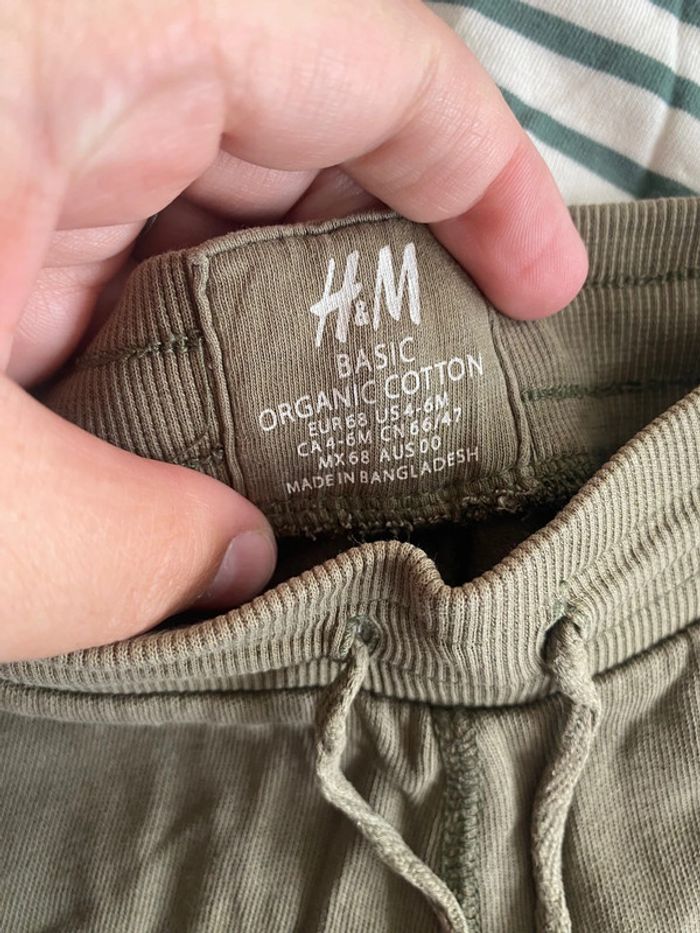 H&M
BASIC
ORGANIC COTTON
EUR 68 US 4-6M
CA 4-6M CN 66/47
MX 68 AUS 00
MADE IN BANGLADESH